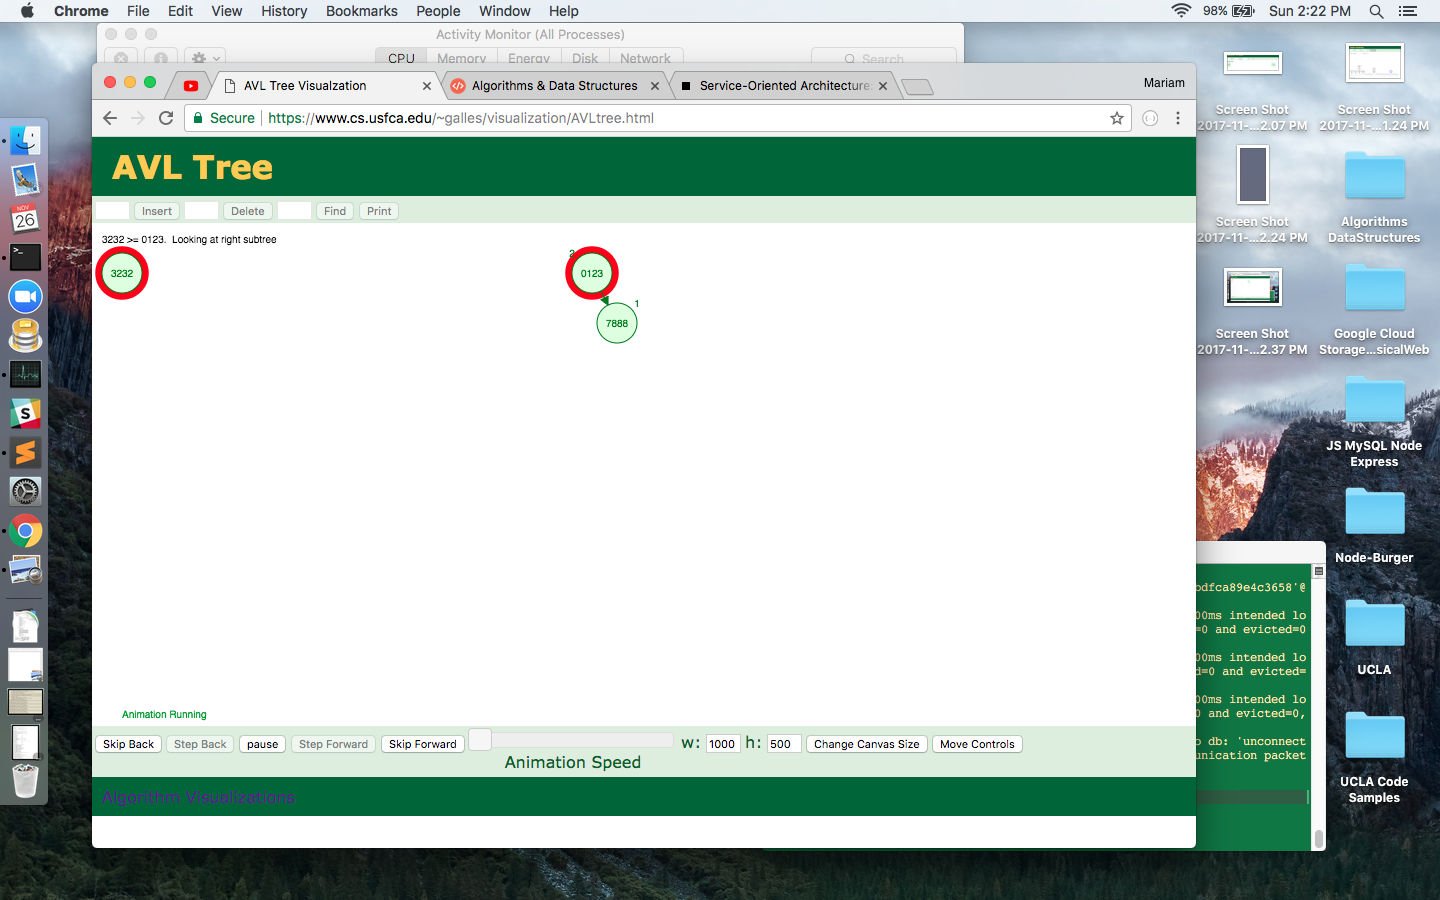 Chrome File Edit View History Bookmarks People Window Help 98% Sun 2:22 PM
Activity Monitor (All Processes)
CPU Memory Energy Disk Network Search
AVL Tree Visualzation Algorithms & Data Structures Service-Oriented Architecture: Mariam
Secure https://www.cs.usfca.edu/~galles/visualization/AVLtree.html
AVL Tree
Insert Delete Find Print
3232 >= 0123. Looking at right subtree
3232
2
0123
1
7888
Animation Running
Skip Back Step Back pause Step Forward Skip Forward w: 1000 h: 500 Change Canvas Size Move Controls
Animation Speed
Algorithm Visualizations
Screen Shot
2017-11-...2.07 PM
Screen Shot
2017-11-...1.24 PM
Screen Shot
2017-11-...2.24 PM
Algorithms
DataStructures
Screen Shot
2017-11-...2.37 PM
Google Cloud
Storage...sicalWeb
JS MySQL Node
Express
Node-Burger
UCLA
UCLA Code
Samples
odfca89e4c3658'@
00ms intended lo
=0 and evicted=0
00ms intended lo
d=0 and evicted=
00ms intended lo
0 and evicted=0,
o db: 'unconnect
unication packet
NOV
26